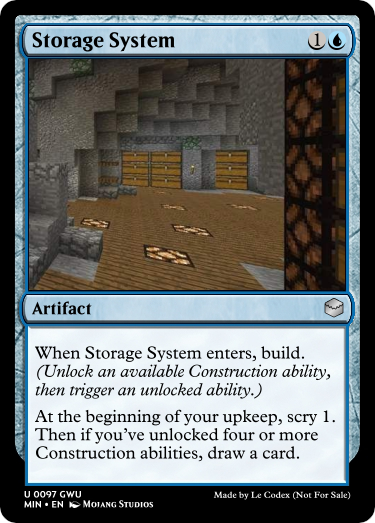 Storage System 1
Artifact
When Storage System enters, build.
(Unlock an available Construction ability,
then trigger an unlocked ability.)
At the beginning of your upkeep, scry 1.
Then if you've unlocked four or more
Construction abilities, draw a card.
U 0097 GWU
MIN • EN Mojang Studios
Made by Le Codex (Not For Sale)